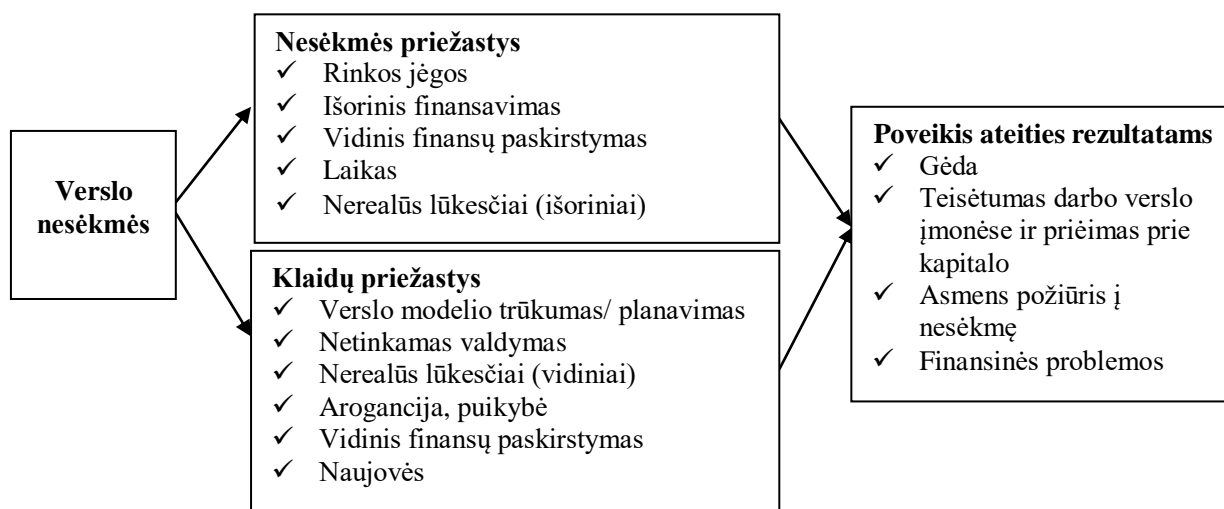 Verslo
nesėkmės
Nesėkmės priežastys
✓ Rinkos jėgos
✓ Išorinis finansavimas
✓ Vidinis finansų paskirstymas
✓ Laikas
✓ Nerealūs lūkesčiai (išoriniai)
Klaidų priežastys
✓ Verslo modelio trūkumas/ planavimas
✓ Netinkamas valdymas
✓ Nerealūs lūkesčiai (vidiniai)
✓ Arogancija, puikybė
✓ Vidinis finansų paskirstymas
✓ Naujovės
Poveikis ateities rezultatams
✓ Gėda
✓ Teisėtumas darbo verslo
įmonėse ir priėimas prie
kapitalo
✓ Asmens požiūris į
nesėkmę
✓ Finansinės problemos